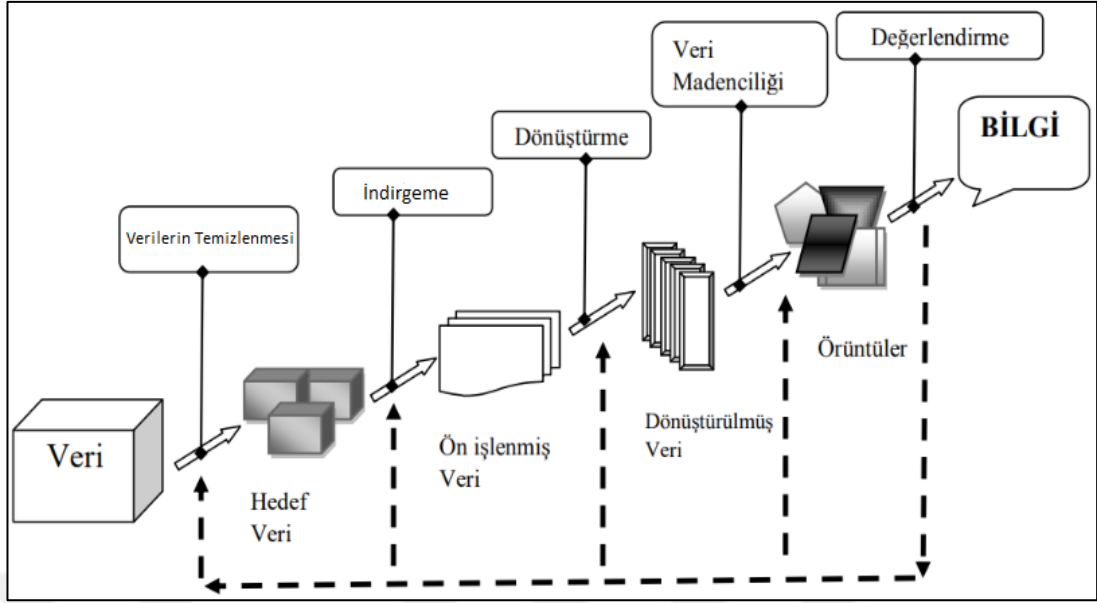 Değerlendirme
Veri
Madenciliği
BİLGİ
Dönüştürme
İndirgeme
Verilerin Temizlenmesi
Örüntüler
Dönüştürülmüş
Veri
Ön işlenmiş
Veri
Veri
Hedef
Veri